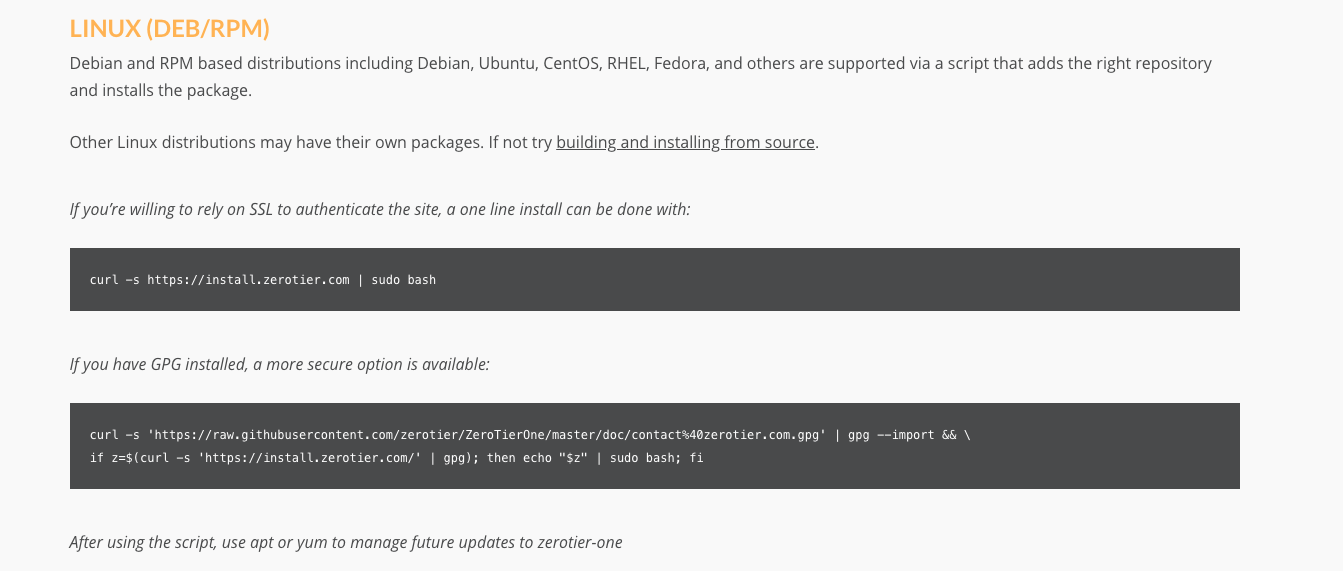 LINUX (DEB/RPM)
Debian and RPM based distributions including Debian, Ubuntu, CentOS, RHEL, Fedora, and others are supported via a script that adds the right repository
and installs the package.
Other Linux distributions may have their own packages. If not try building and installing from source.
If you’re willing to rely on SSL to authenticate the site, a one line install can be done with:
curl -s https://install.zerotier.com | sudo bash
If you have GPG installed, a more secure option is available:
curl -s 'https://raw.githubusercontent.com/zerotier/ZeroTierOne/master/doc/contact%40zerotier.com.gpg' | gpg --import && \
if z=$(curl -s 'https://install.zerotier.com/' | gpg); then echo "$z" | sudo bash; fi
After using the script, use apt or yum to manage future updates to zerotier-one